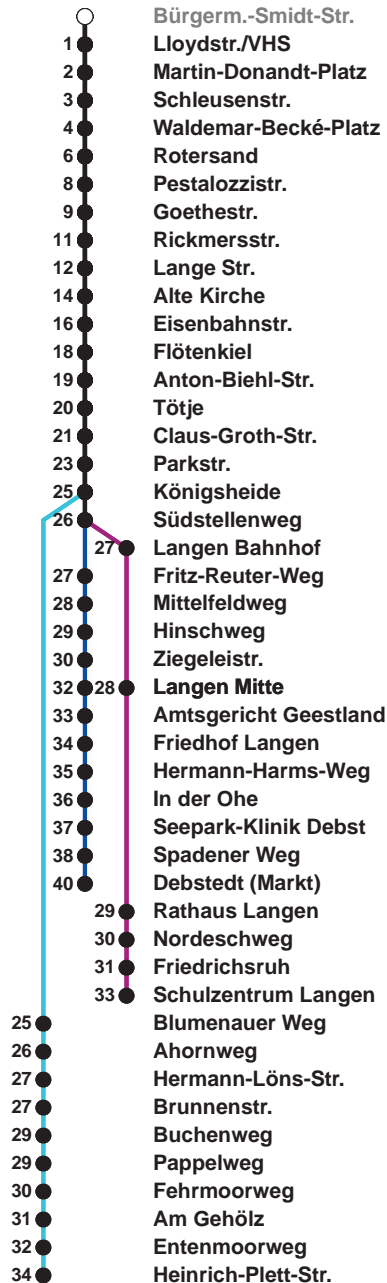 Bürgerm.-Smidt-Str.
1 Lloydstr./VHS
2 Martin-Donandt-Platz
3 Schleusenstr.
4 Waldemar-Becké-Platz
6 Rotersand
8 Pestalozzistr.
9 Goethestr.
11 Rickmersstr.
12 Lange Str.
14 Alte Kirche
16 Eisenbahnstr.
18 Flötenkiel
19 Anton-Biehl-Str.
20 Tötje
21 Claus-Groth-Str.
23 Parkstr.
25 Königsheide
26 Südstellenweg
27 Langen Bahnhof
27 Fritz-Reuter-Weg
28 Mittelfeldweg
29 Hinschweg
30 Ziegeleistr.
32 28 Langen Mitte
33 Amtsgericht Geestland
34 Friedhof Langen
35 Hermann-Harms-Weg
36 In der Ohe
37 Seepark-Klinik Debst
38 Spadener Weg
40 Debstedt (Markt)
29 Rathaus Langen
30 Nordeschweg
31 Friedrichsruh
33 Schulzentrum Langen
25 Blumenauer Weg
26 Ahornweg
27 Hermann-Löns-Str.
27 Brunnenstr.
29 Buchenweg
29 Pappelweg
30 Fehrmoorweg
31 Am Gehölz
32 Entenmoorweg
34 Heinrich-Plett-Str.